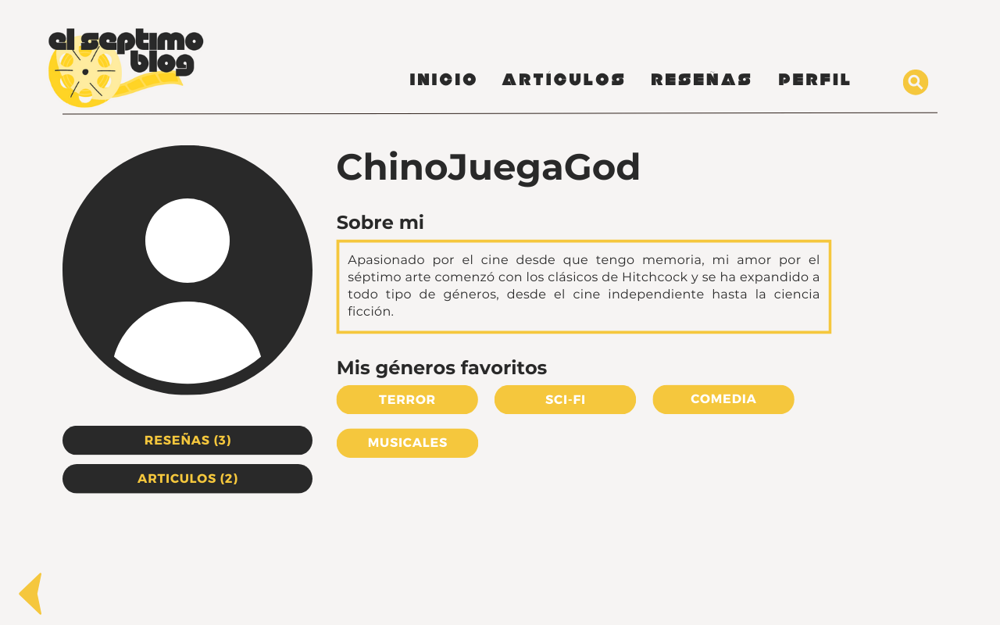 el septimo
blog
INICIO ARTÍCULOS RESEÑAS PERFIL
ChinoJuegaGod
Sobre mi
Apasionado por el cine desde que tengo memoria, mi amor por el
séptimo arte comenzó con los clásicos de Hitchcock y se ha expandido a
todo tipo de géneros, desde el cine independiente hasta la ciencia
ficción.
Mis géneros favoritos
TERROR SCI-FI COMEDIA
MUSICALES
RESEÑAS (3)
ARTICULOS (2)